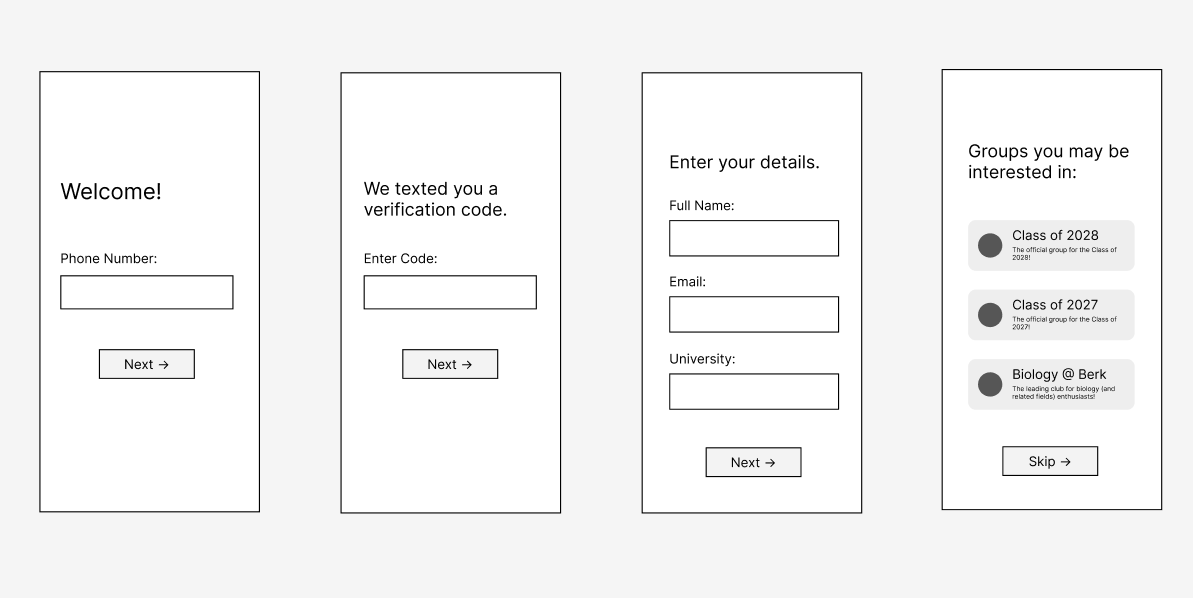 Welcome!
Phone Number:
Next →
We texted you a
verification code.
Enter Code:
Next →
Enter your details.
Full Name:
Email:
University:
Next →
Groups you may be
interested in:
Class of 2028
The official group for the Class of
2028!
Class of 2027
The official group for the Class of
2027!
Biology @ Berk
The leading club for biology (and
related fields) enthusiasts!
Skip →